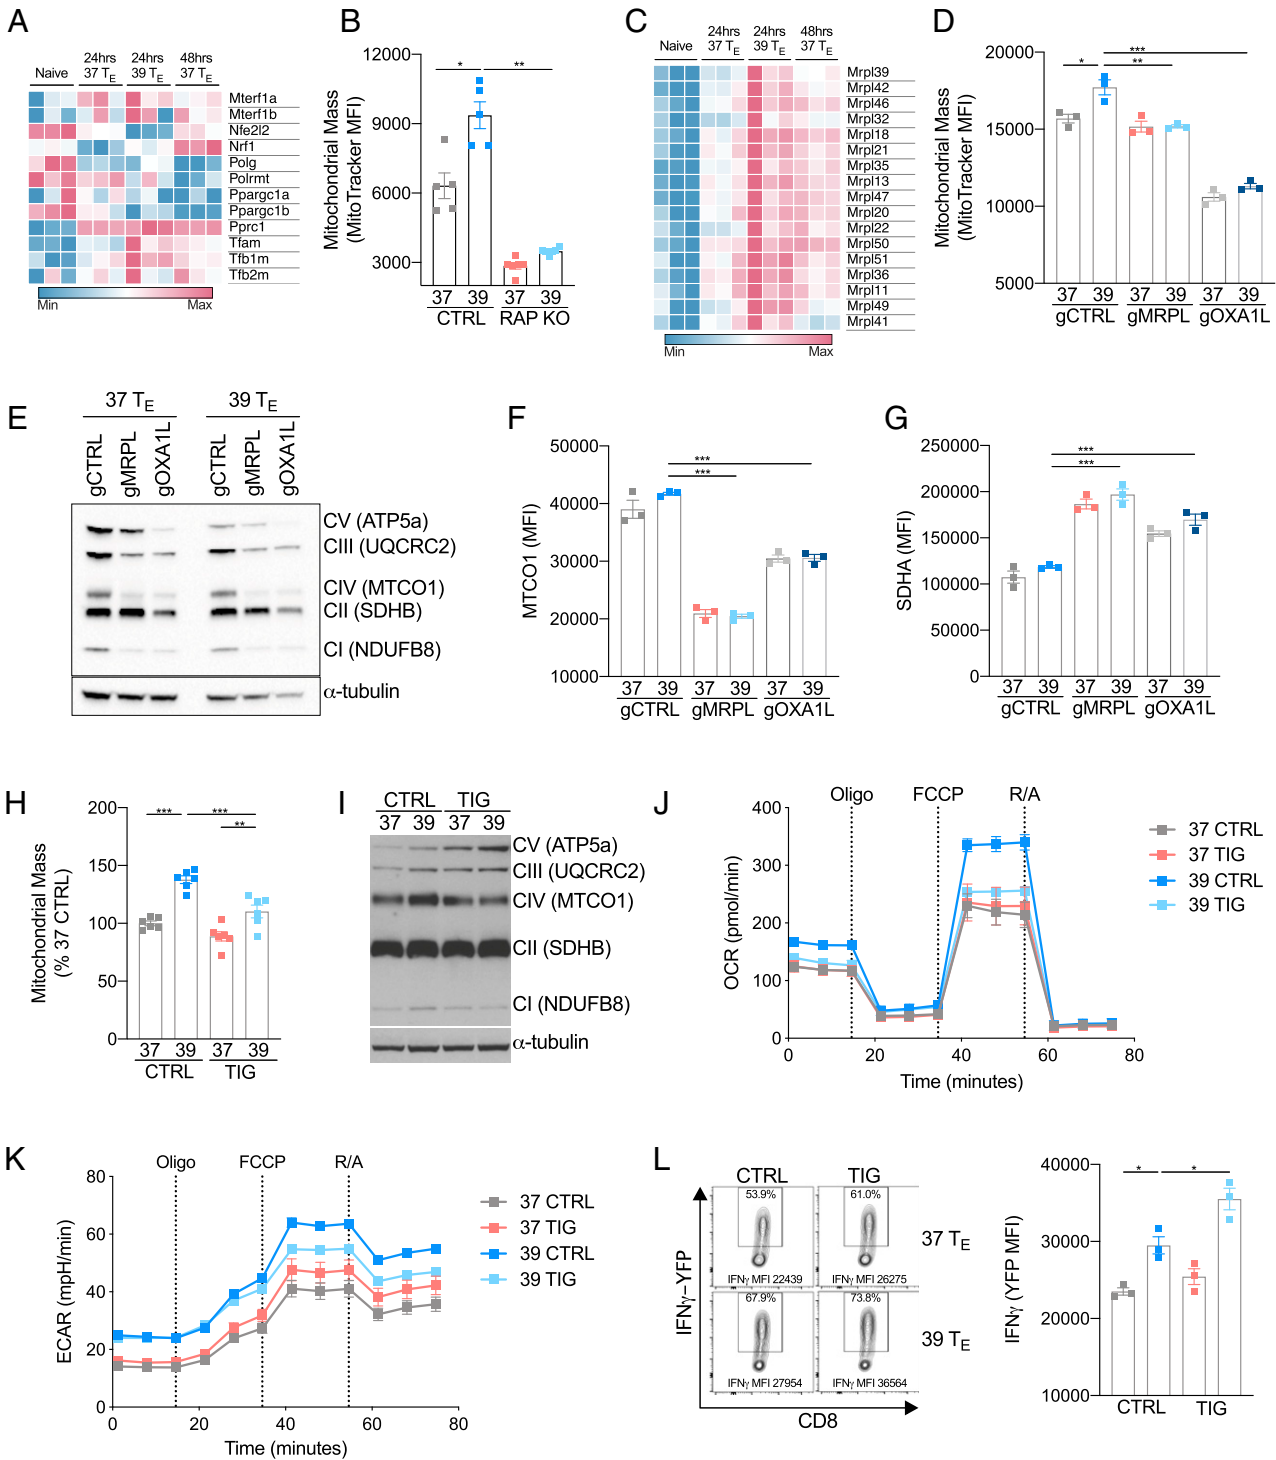 A
Naive
24hrs
37 TE
24hrs
39 TE
48hrs
37 TE
Mterf1a
Mterf1b
Nfe2l2
Nrf1
Polg
Polrmt
Ppargc1a
Ppargc1b
Pprc1
Tfam
Tfb1m
Tfb2m
Min
Max
B
Mitochondrial Mass
(MitoTracker MFI)
12000
9000
6000
3000
*
**
37 39 37 39
CTRL RAP KO
C
Naive
24hrs
37 TE
24hrs
39 TE
48hrs
37 TE
Mrpl39
Mrpl42
Mrpl46
Mrpl32
Mrpl18
Mrpl21
Mrpl35
Mrpl13
Mrpl47
Mrpl20
Mrpl22
Mrpl50
Mrpl51
Mrpl36
Mrpl11
Mrpl49
Mrpl41
Min
Max
D
Mitochondrial Mass
(MitoTracker MFI)
20000
15000
10000
5000
***
*
**
37 39 37 39 37 39
gCTRL gMRPL gOXA1L
E
37 TE 39 TE
gCTRL gMRPL gOXA1L gCTRL gMRPL gOXA1L
CV (ATP5a)
CIII (UQCRC2)
CIV (MTCO1)
CII (SDHB)
CI (NDUFB8)
α-tubulin
F
MTCO1 (MFI)
50000
40000
30000
20000
10000
***
***
37 39 37 39 37 39
gCTRL gMRPL gOXA1L
G
SDHA (MFI)
250000
200000
150000
100000
50000
0
***
***
37 39 37 39 37 39
gCTRL gMRPL gOXA1L
H
Mitochondrial Mass
(% 37 CTRL)
200
150
100
50
0
***
***
**
37 39 37 39
CTRL TIG
I
CTRL TIG
37 39 37 39
CV (ATP5a)
CIII (UQCRC2)
CIV (MTCO1)
CII (SDHB)
CI (NDUFB8)
α-tubulin
J
Oligo FCCP R/A
OCR (pmol/min)
400
300
200
100
0
0 20 40 60 80
Time (minutes)
37 CTRL
37 TIG
39 CTRL
39 TIG
K
Oligo FCCP R/A
ECAR (mpH/min)
80
60
40
20
0
0 20 40 60 80
Time (minutes)
37 CTRL
37 TIG
39 CTRL
39 TIG
L
CTRL TIG
53.9% 61.0%
IFNγ MFI 22439 IFNγ MFI 26275
37 TE
67.9% 73.8%
IFNγ MFI 27954 IFNγ MFI 36564
39 TE
IFNγ–YFP
CD8
IFNγ (YFP MFI)
40000
30000
20000
10000
*
*
CTRL TIG